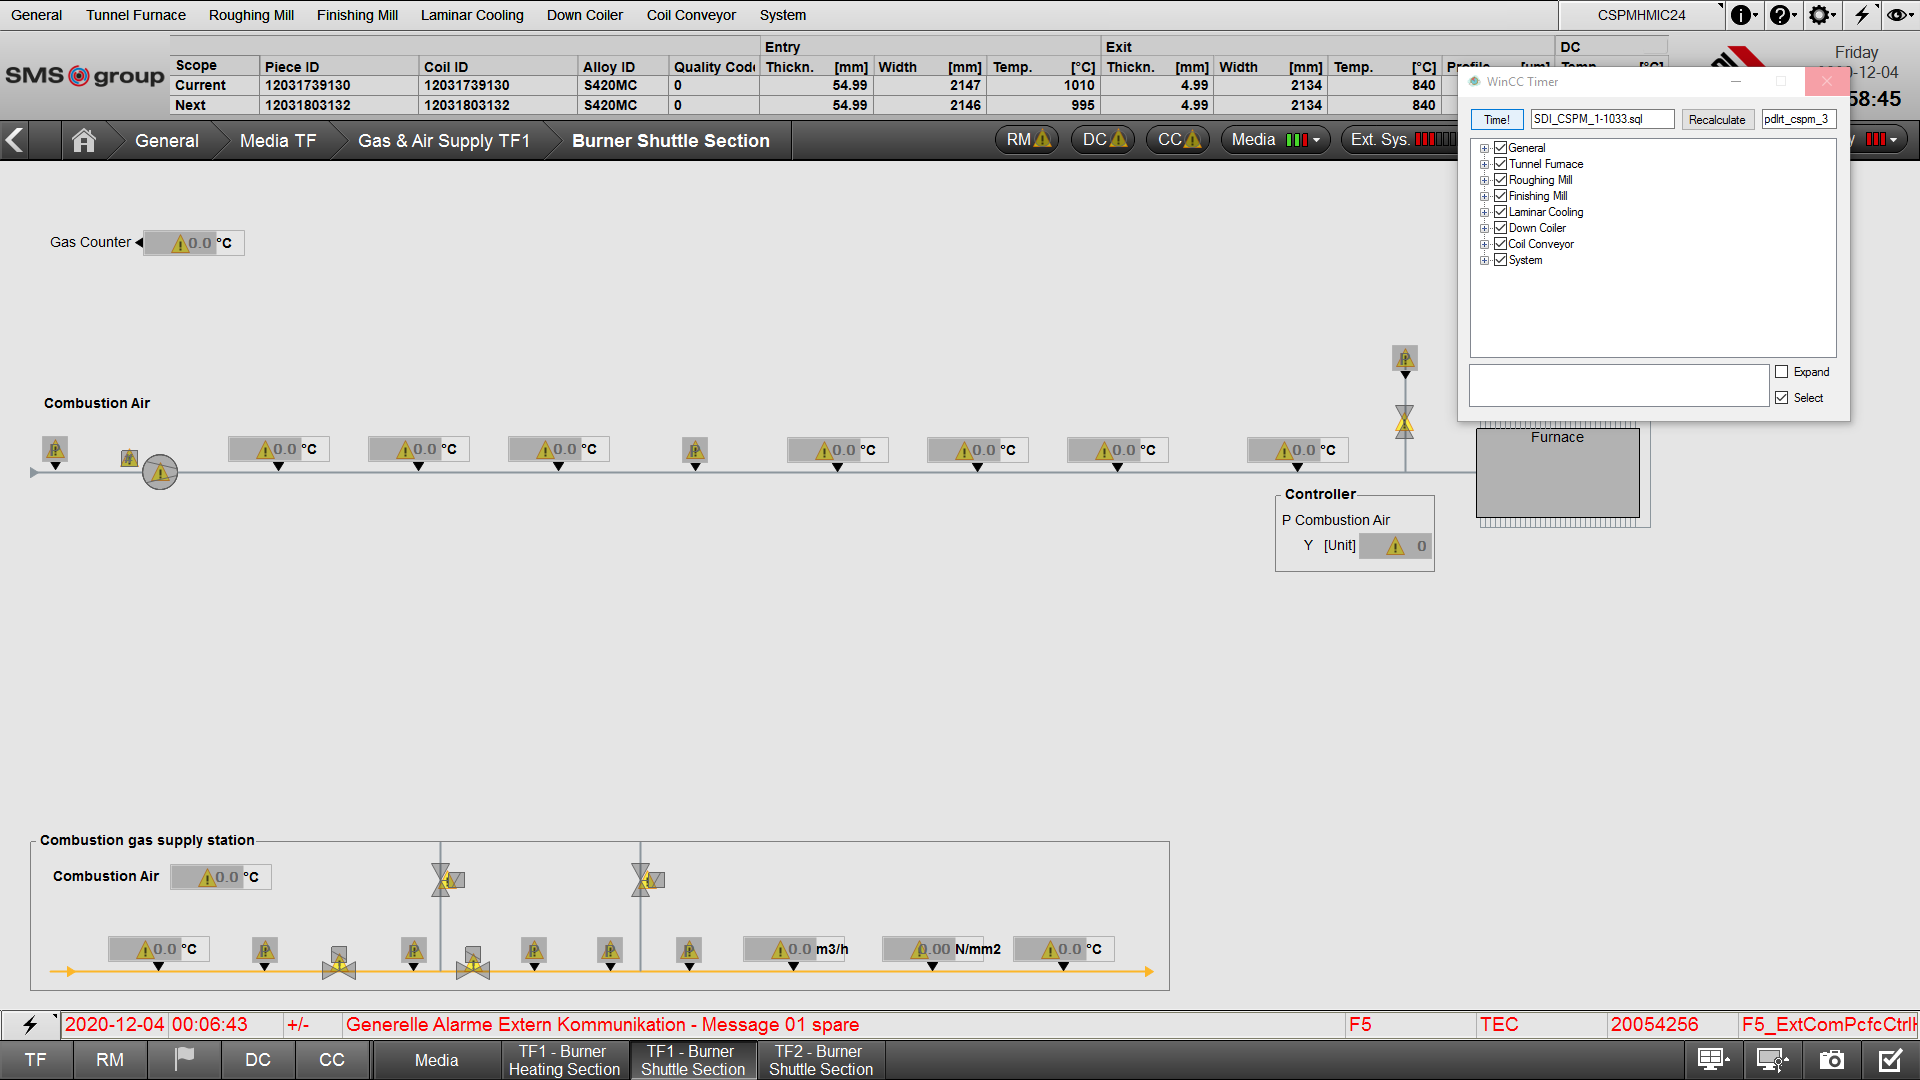 General Tunnel Furnace Roughing Mill Finishing Mill Laminar Cooling Down Coiler Coil Conveyor System CSPMHMIC24
SMS group
Entry Exit DC
Scope Piece ID Coil ID Alloy ID Quality Code Thickn. [mm] Width [mm] Temp. [°C] Thickn. [mm] Width [mm] Temp. [°C]
Current 12031739130 12031739130 S420MC 0 54.99 2147 1010 4.99 2134 840
Next 12031803132 12031803132 S420MC 0 54.99 2146 995 4.99 2134 840
Friday
-12-04
58:45
General Media TF Gas & Air Supply TF1 Burner Shuttle Section RM DC CC Media Ext. Sys.
WinCC Timer
Time! SDI_CSPM_1-1033.sql Recalculate pdlrt_cspm_3
General
Tunnel Furnace
Roughing Mill
Finishing Mill
Laminar Cooling
Down Coiler
Coil Conveyor
System
Expand
Select
Gas Counter 0.0 °C
Combustion Air
P
0.0 °C 0.0 °C 0.0 °C P 0.0 °C 0.0 °C 0.0 °C 0.0 °C
P
Furnace
Controller
P Combustion Air
Y [Unit] 0
Combustion gas supply station
Combustion Air 0.0 °C
0.0 °C P P P P P 0.0 m3/h 0.00 N/mm2 0.0 °C
2020-12-04 00:06:43 +/- Generelle Alarme Extern Kommunikation - Message 01 spare F5 TEC 20054256 F5_ExtComPcfcCtrl
TF RM DC CC Media
TF1 - Burner
Heating Section
TF1 - Burner
Shuttle Section
TF2 - Burner
Shuttle Section